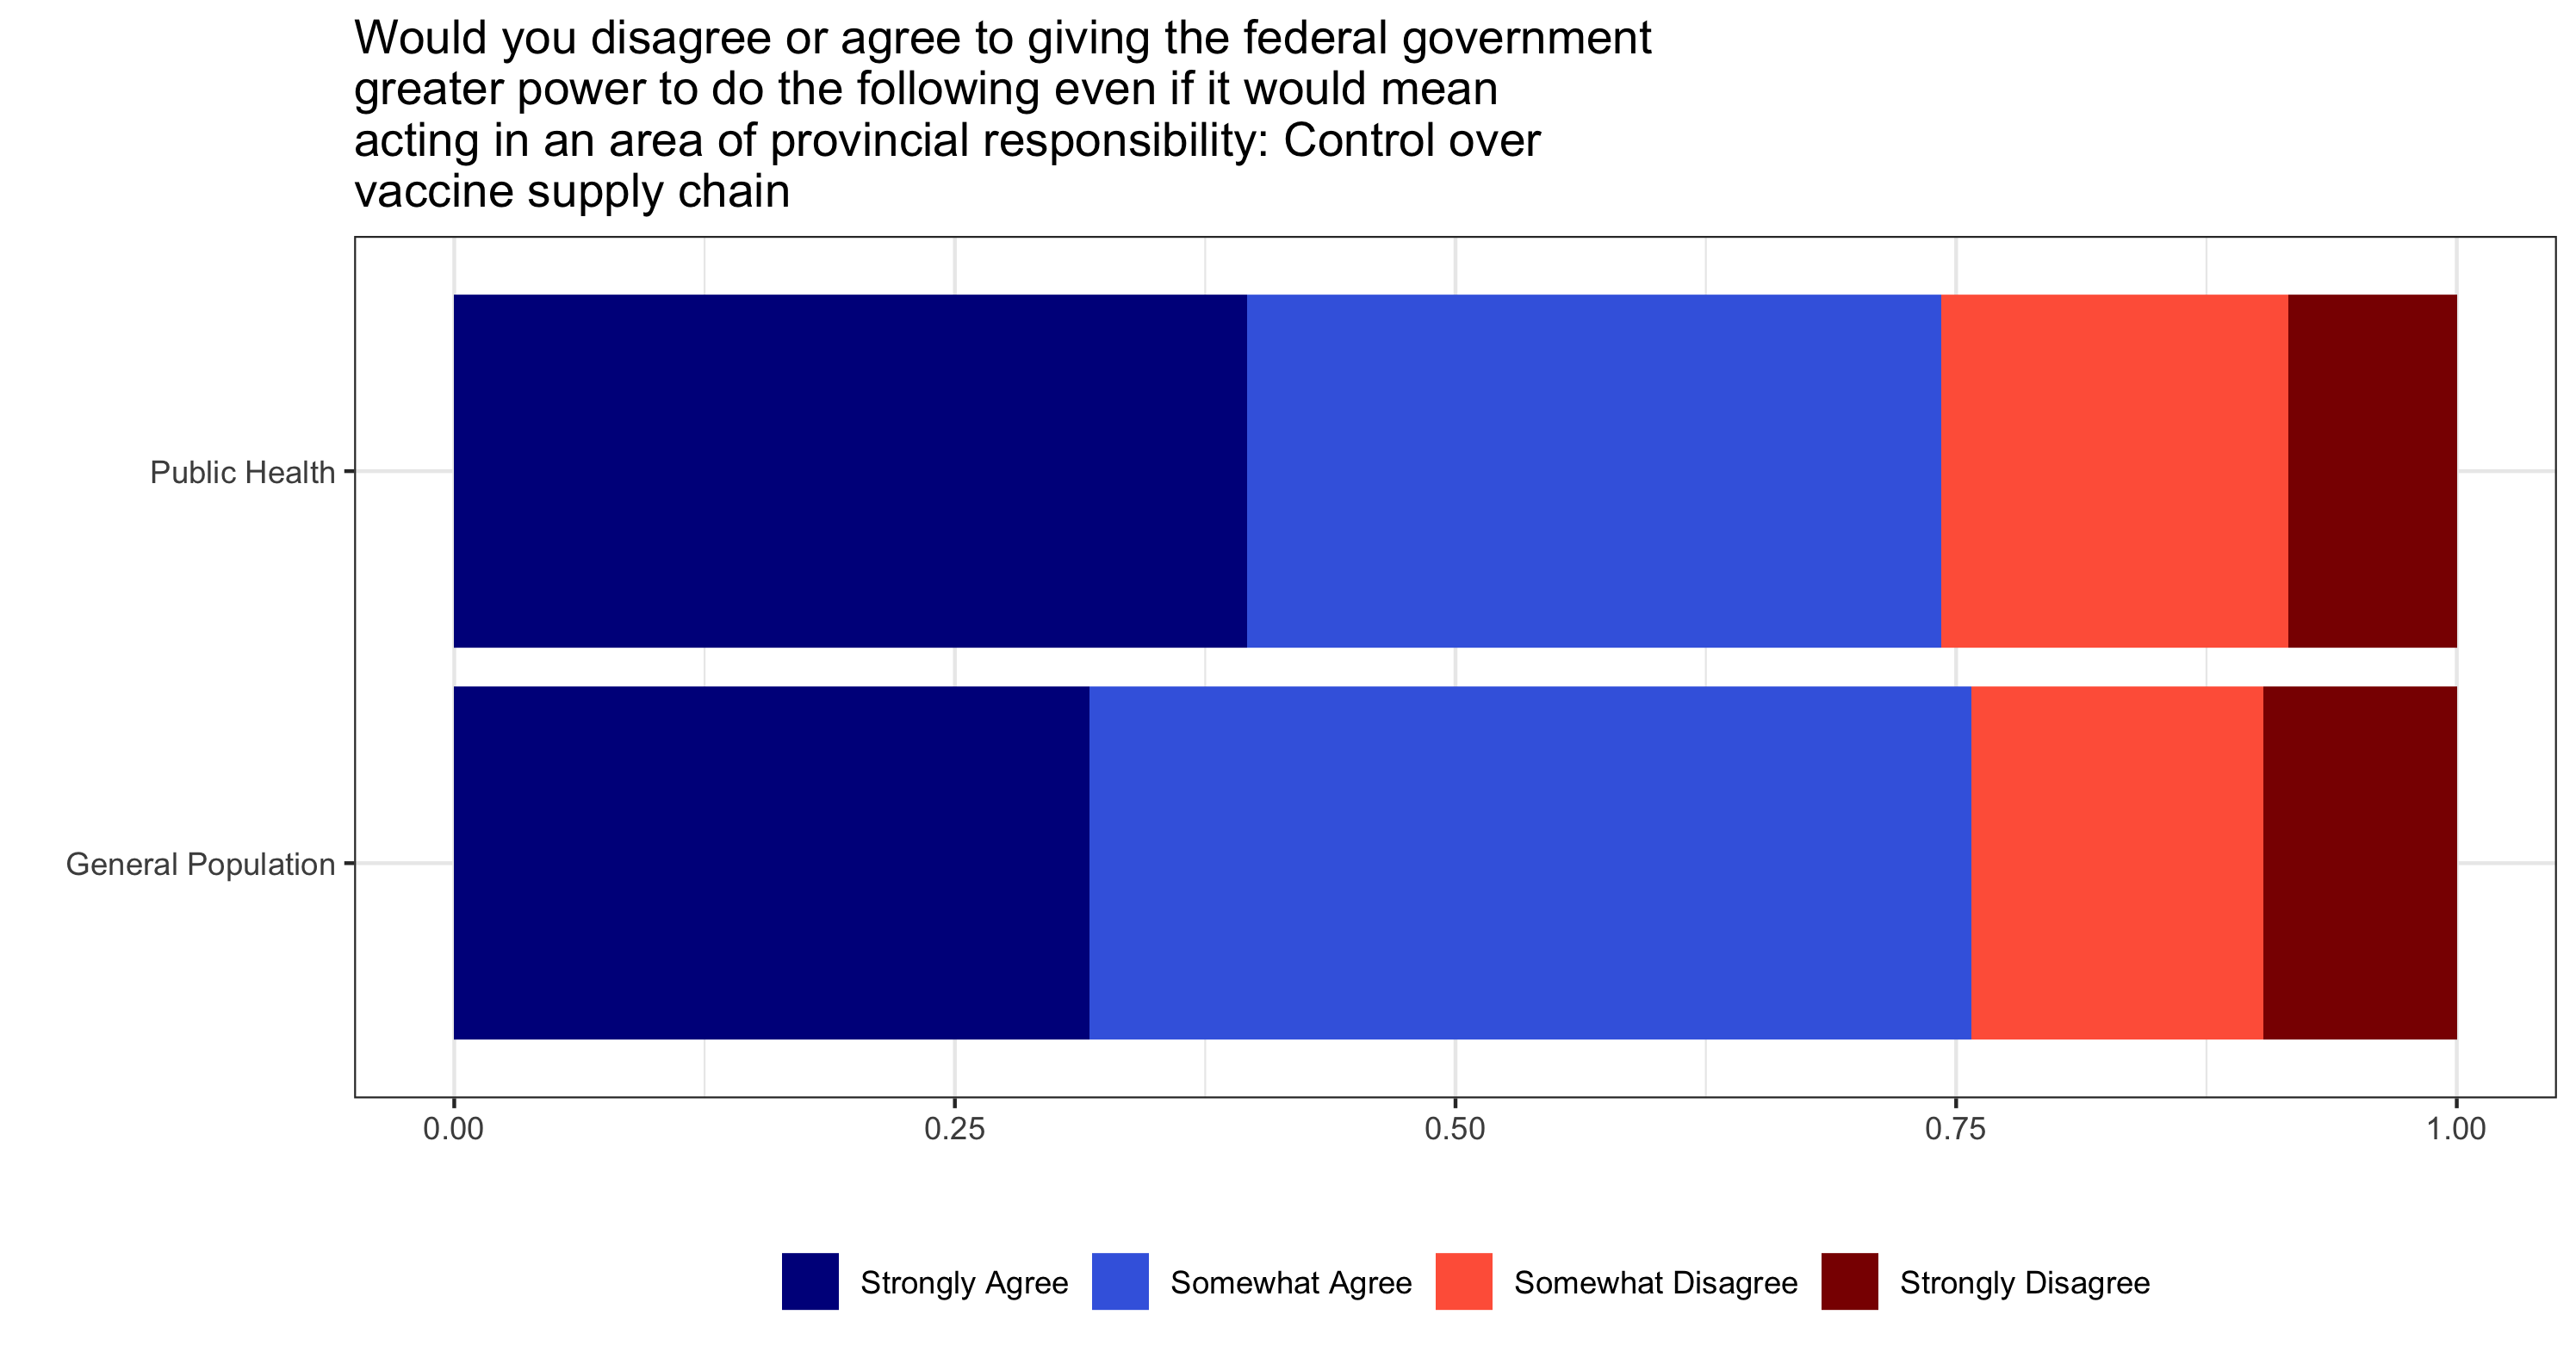 Would you disagree or agree to giving the federal government
greater power to do the following even if it would mean
acting in an area of provincial responsibility: Control over
vaccine supply chain
Public Health
General Population
0.00 0.25 0.50 0.75 1.00
Strongly Agree Somewhat Agree Somewhat Disagree Strongly Disagree